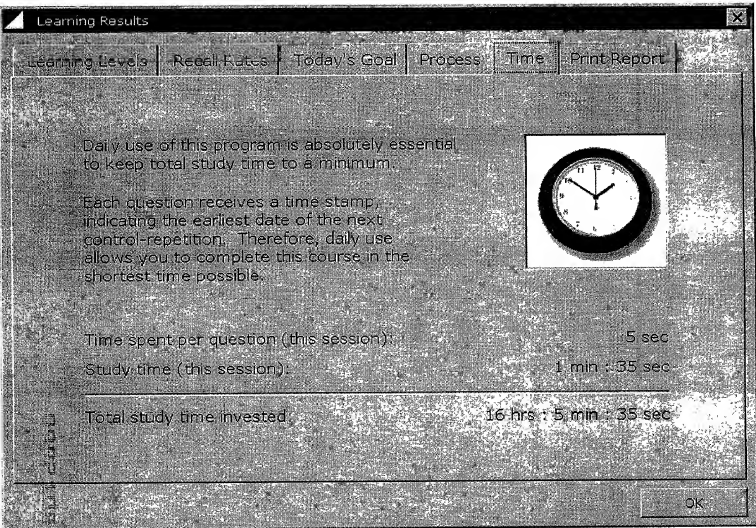 Learning Results
Learning Levels Recall Rates Today's Goal Process Time Print Report
Daily use of this program is absolutely essential
to keep total study time to a minimum.
Each question receives a time stamp,
indicating the earliest date of the next
control-repetition. Therefore, daily use
allows you to complete this course in the
shortest time possible.
Time spent per question (this session): 5 sec
Study time (this session): 1 min : 35 sec
Total study time invested 16 hrs : 5 min : 35 sec
OK